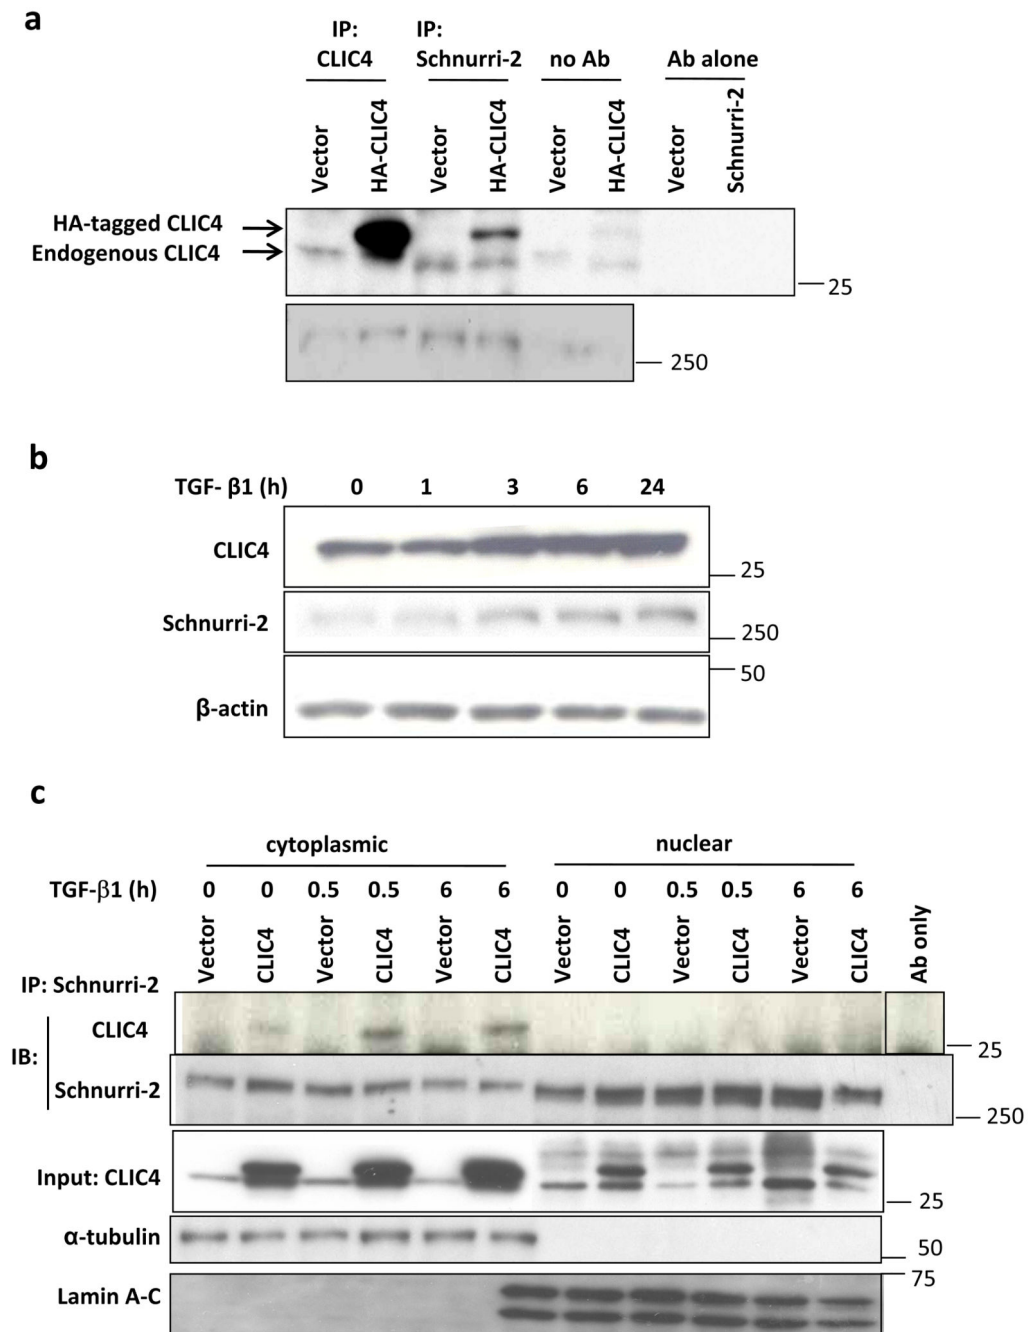 a
IP: IP:
CLIC4 Schnurri-2 no Ab Ab alone
Vector HA-CLIC4 Vector HA-CLIC4 Vector HA-CLIC4 Vector Schnurri-2
HA-tagged CLIC4
Endogenous CLIC4
25
250
b
TGF- β1 (h) 0 1 3 6 24
CLIC4
25
Schnurri-2
250
50
β-actin
c
cytoplasmic nuclear
TGF-β1 (h) 0 0 0.5 0.5 6 6 0 0 0.5 0.5 6 6
Vector CLIC4 Vector CLIC4 Vector CLIC4 Vector CLIC4 Vector CLIC4 Vector CLIC4 Ab only
IP: Schnurri-2
CLIC4
25
IB:
Schnurri-2
250
Input: CLIC4
25
α-tubulin
50
75
Lamin A-C